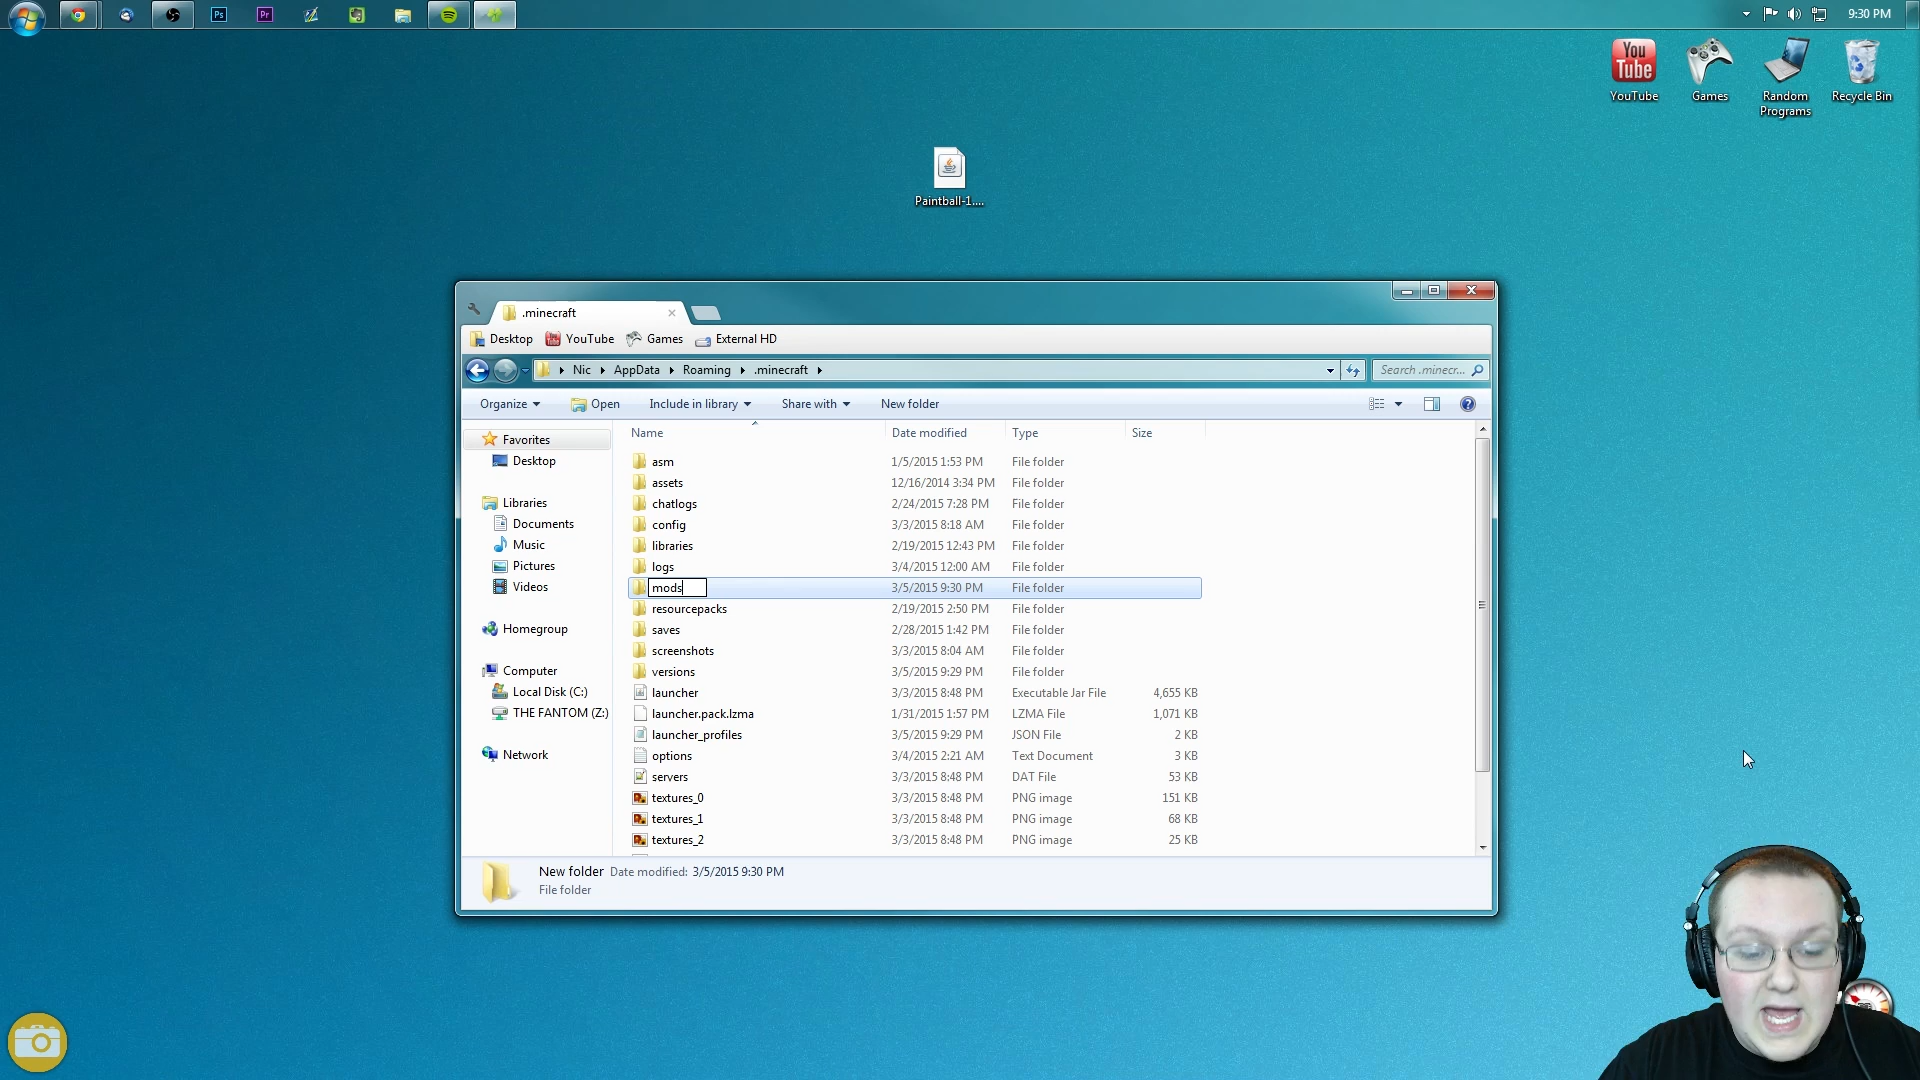 Ps
Pr
9:30 PM
You
Tube
YouTube
Games
Random
Programs
Recycle Bin
Paintball-1....
.minecraft
Desktop
YouTube
Games
External HD
Nic
AppData
Roaming
.minecraft
Search .minecr...
Organize
Open
Include in library
Share with
New folder
Name
Date modified
Type
Size
Favorites
Desktop
Libraries
Documents
Music
Pictures
Videos
Homegroup
Computer
Local Disk (C:)
THE FANTOM (Z:)
Network
asm 1/5/2015 1:53 PM File folder
assets 12/16/2014 3:34 PM File folder
chatlogs 2/24/2015 7:28 PM File folder
config 3/3/2015 8:18 AM File folder
libraries 2/19/2015 12:43 PM File folder
logs 3/4/2015 12:00 AM File folder
mods 3/5/2015 9:30 PM File folder
resourcepacks 2/19/2015 2:50 PM File folder
saves 2/28/2015 1:42 PM File folder
screenshots 3/3/2015 8:04 AM File folder
versions 3/5/2015 9:29 PM File folder
launcher 3/3/2015 8:48 PM Executable Jar File 4,655 KB
launcher.pack.lzma 1/31/2015 1:57 PM LZMA File 1,071 KB
launcher_profiles 3/5/2015 9:29 PM JSON File 2 KB
options 3/4/2015 2:21 AM Text Document 3 KB
servers 3/3/2015 8:48 PM DAT File 53 KB
textures_0 3/3/2015 8:48 PM PNG image 151 KB
textures_1 3/3/2015 8:48 PM PNG image 68 KB
textures_2 3/3/2015 8:48 PM PNG image 25 KB
New folder Date modified: 3/5/2015 9:30 PM
File folder